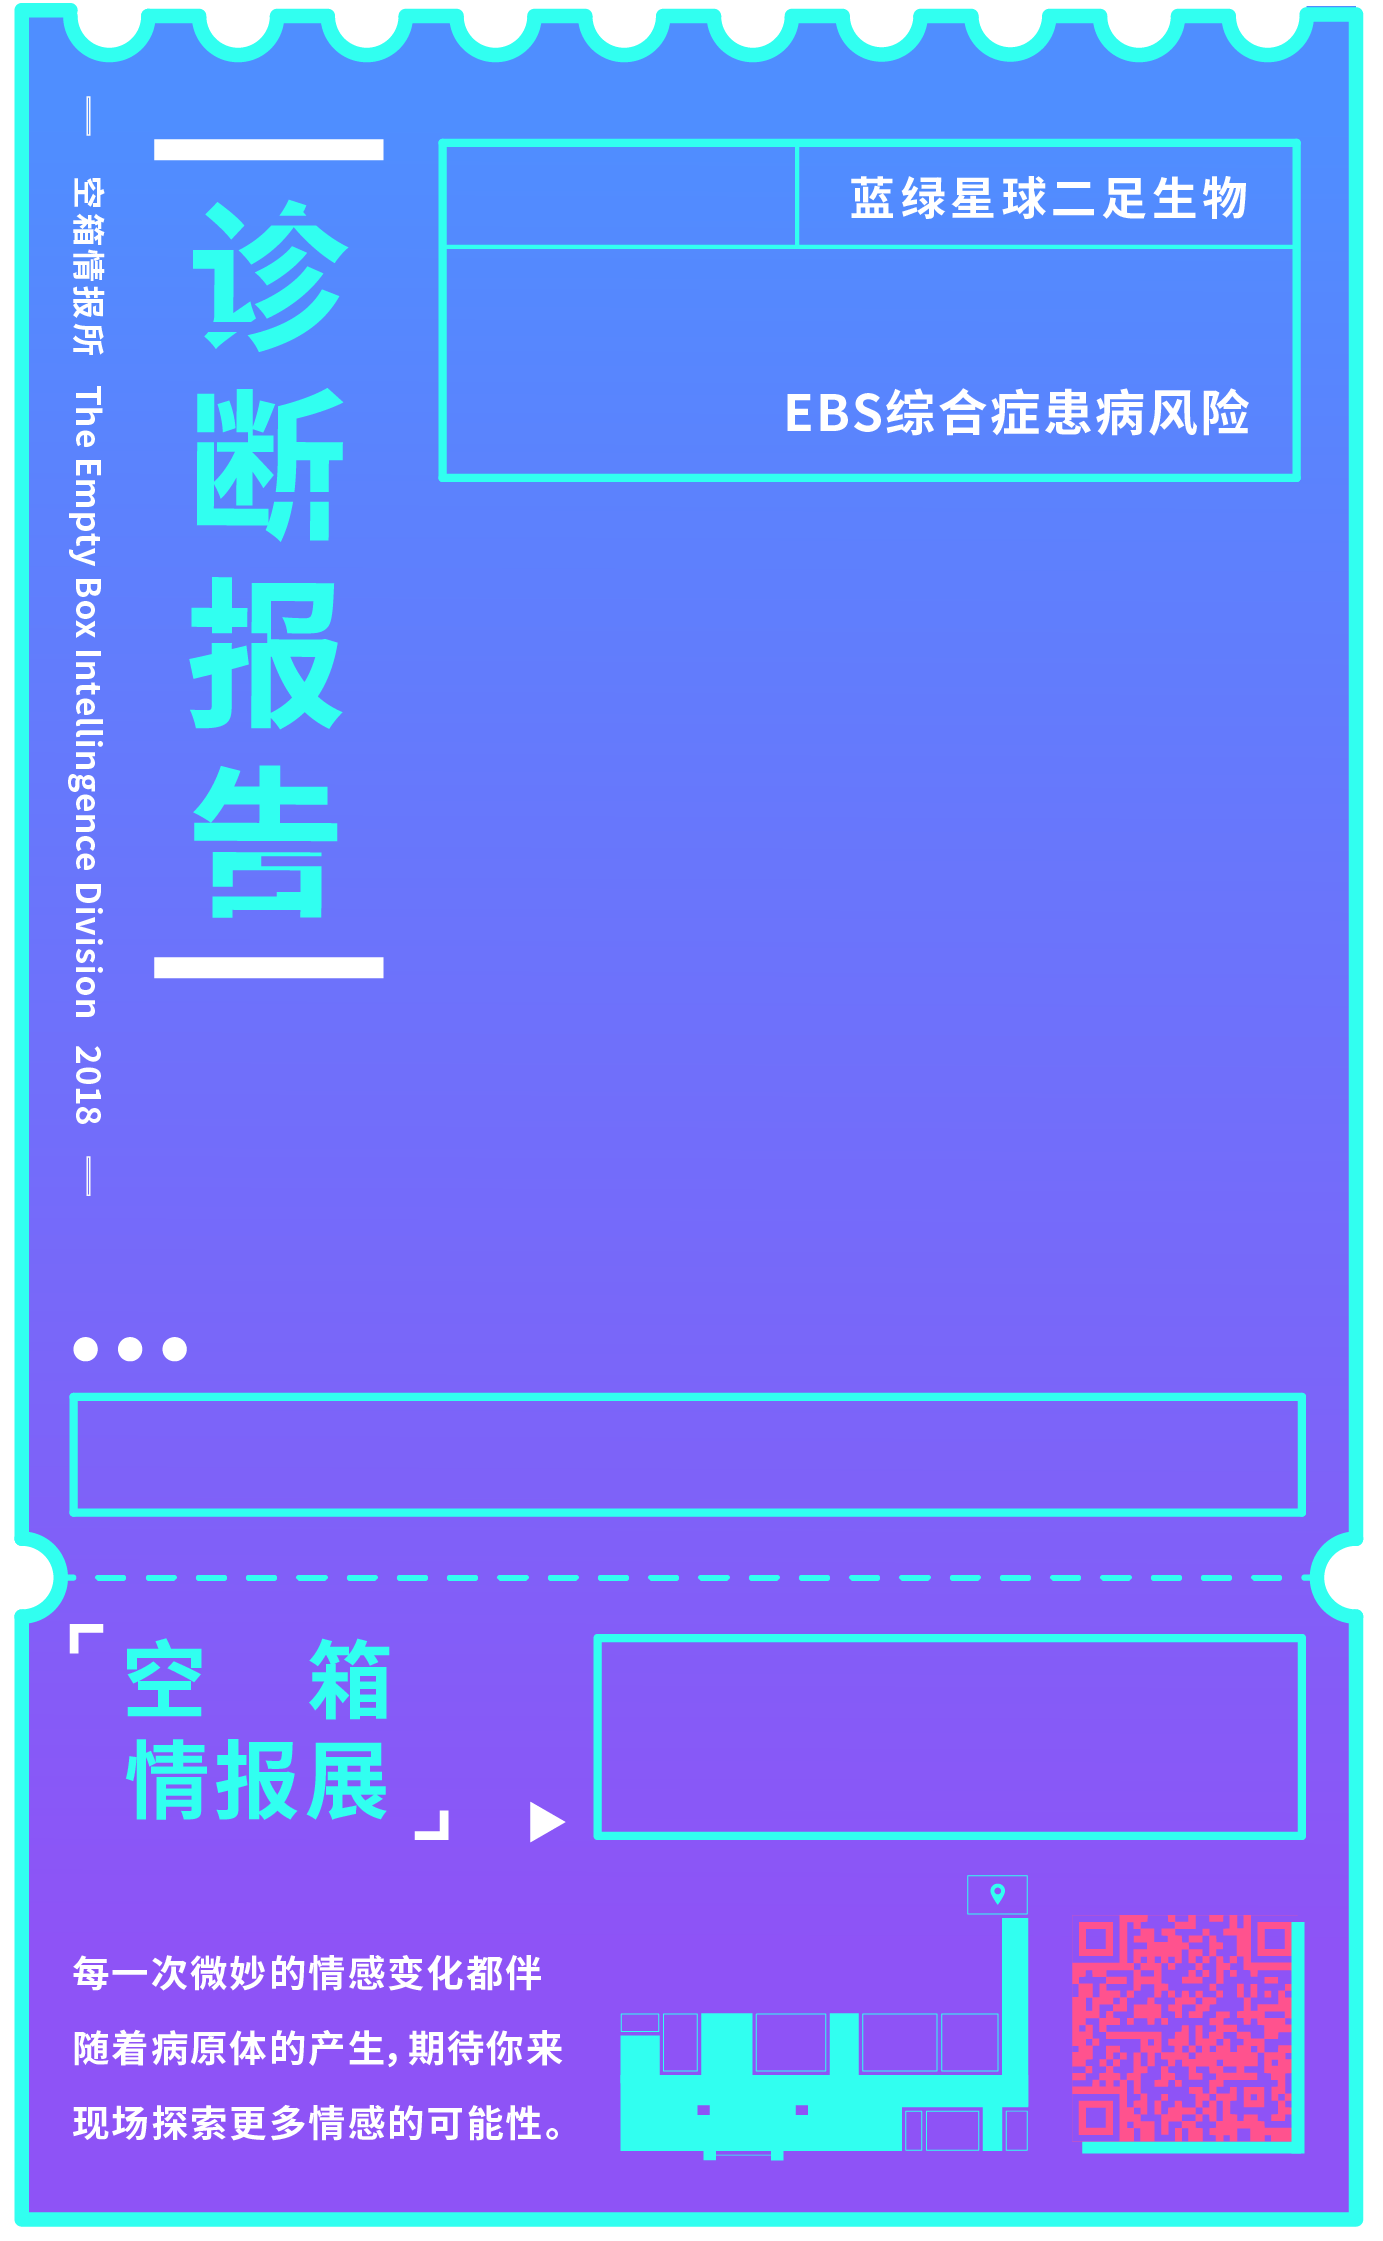 空箱情报所 The Empty Box Intellingence Division 2018
诊断报告
蓝绿星球二足生物
EBS综合症患病风险
空 箱
情报展
每一次微妙的情感变化都伴
随着病原体的产生，期待你来
现场探索更多情感的可能性。